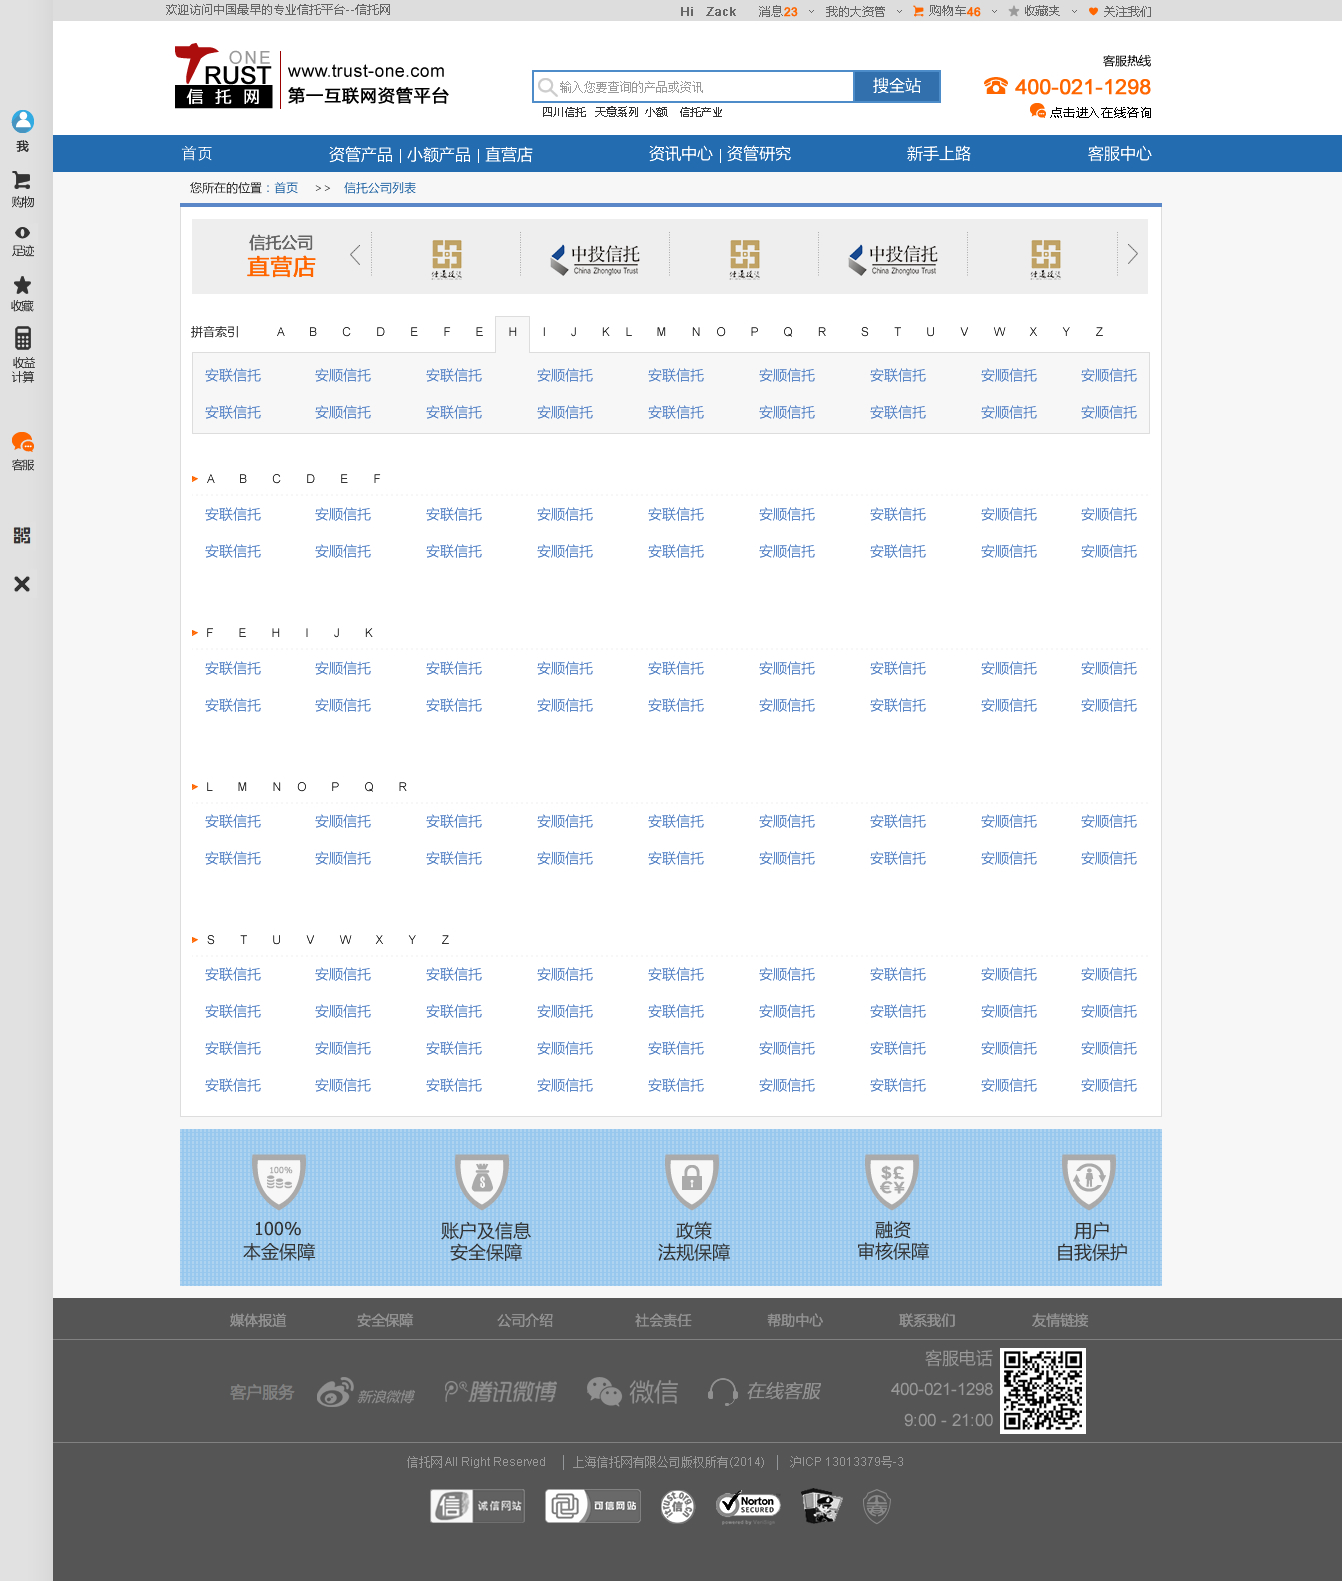 欢迎访问中国最早的专业信托平台--信托网
Hi Zack 消息23 我的大资管 购物车46 收藏夹 关注我们
TRUST ONE 信托网
www.trust-one.com
第一互联网资管平台
输入您要查询的产品或资讯 搜全站
四川信托 天意系列 小额 信托产业
客服热线
400-021-1298
点击进入在线咨询
我
购物
足迹
收藏
收益
计算
客服
首页 资管产品 | 小额产品 | 直营店 资讯中心 | 资管研究 新手上路 客服中心
您所在的位置：首页 >> 信托公司列表
信托公司
直营店
中投信托 China Zhongtou Trust
中投信托 China Zhongtou Trust
拼音索引 A B C D E F E H I J K L M N O P Q R S T U V W X Y Z
安联信托 安顺信托 安联信托 安顺信托 安联信托 安顺信托 安联信托 安顺信托 安顺信托
安联信托 安顺信托 安联信托 安顺信托 安联信托 安顺信托 安联信托 安顺信托 安顺信托
A B C D E F
安联信托 安顺信托 安联信托 安顺信托 安联信托 安顺信托 安联信托 安顺信托 安顺信托
安联信托 安顺信托 安联信托 安顺信托 安联信托 安顺信托 安联信托 安顺信托 安顺信托
F E H I J K
安联信托 安顺信托 安联信托 安顺信托 安联信托 安顺信托 安联信托 安顺信托 安顺信托
安联信托 安顺信托 安联信托 安顺信托 安联信托 安顺信托 安联信托 安顺信托 安顺信托
L M N O P Q R
安联信托 安顺信托 安联信托 安顺信托 安联信托 安顺信托 安联信托 安顺信托 安顺信托
安联信托 安顺信托 安联信托 安顺信托 安联信托 安顺信托 安联信托 安顺信托 安顺信托
S T U V W X Y Z
安联信托 安顺信托 安联信托 安顺信托 安联信托 安顺信托 安联信托 安顺信托 安顺信托
安联信托 安顺信托 安联信托 安顺信托 安联信托 安顺信托 安联信托 安顺信托 安顺信托
安联信托 安顺信托 安联信托 安顺信托 安联信托 安顺信托 安联信托 安顺信托 安顺信托
安联信托 安顺信托 安联信托 安顺信托 安联信托 安顺信托 安联信托 安顺信托 安顺信托
100% $£ €¥
100% 账户及信息 政策 融资 用户
本金保障 安全保障 法规保障 审核保障 自我保护
媒体报道 安全保障 公司介绍 社会责任 帮助中心 联系我们 友情链接
客户服务 新浪微博 腾讯微博 微信 在线客服
客服电话
400-021-1298
9:00 - 21:00
信托网 All Right Reserved | 上海信托网有限公司版权所有(2014) | 沪ICP 13013379号-3
信 诚信网站 可信网站 itrust.org.cn 信 Norton SECURED